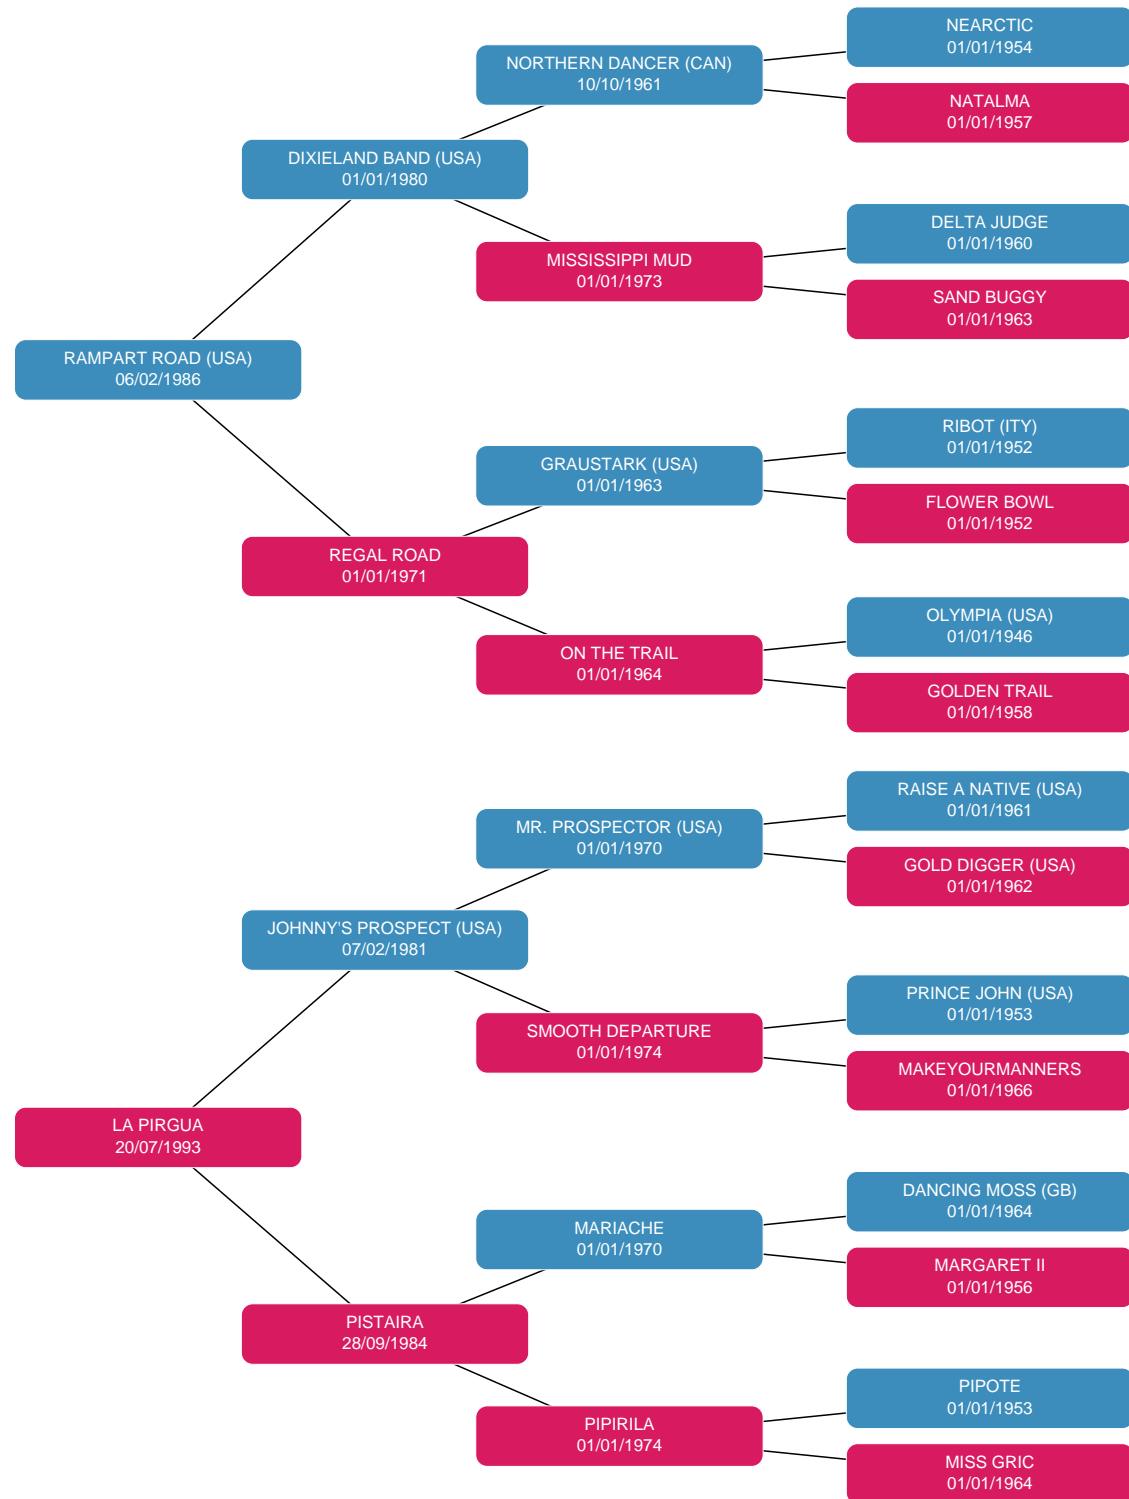 NEARCTIC
01/01/1954
NORTHERN DANCER (CAN)
10/10/1961
NATALMA
01/01/1957
DIXIELAND BAND (USA)
01/01/1980
DELTA JUDGE
01/01/1960
MISSISSIPPI MUD
01/01/1973
SAND BUGGY
01/01/1963
RAMPART ROAD (USA)
06/02/1986
RIBOT (ITY)
01/01/1952
GRAUSTARK (USA)
01/01/1963
FLOWER BOWL
01/01/1952
REGAL ROAD
01/01/1971
OLYMPIA (USA)
01/01/1946
ON THE TRAIL
01/01/1964
GOLDEN TRAIL
01/01/1958
RAISE A NATIVE (USA)
01/01/1961
MR. PROSPECTOR (USA)
01/01/1970
GOLD DIGGER (USA)
01/01/1962
JOHNNY'S PROSPECT (USA)
07/02/1981
PRINCE JOHN (USA)
01/01/1953
SMOOTH DEPARTURE
01/01/1974
MAKEYOURMANNERS
01/01/1966
LA PIRGUA
20/07/1993
DANCING MOSS (GB)
01/01/1964
MARIACHE
01/01/1970
MARGARET II
01/01/1956
PISTAIRA
28/09/1984
PIPOTE
01/01/1953
PIPIRILA
01/01/1974
MISS GRIC
01/01/1964